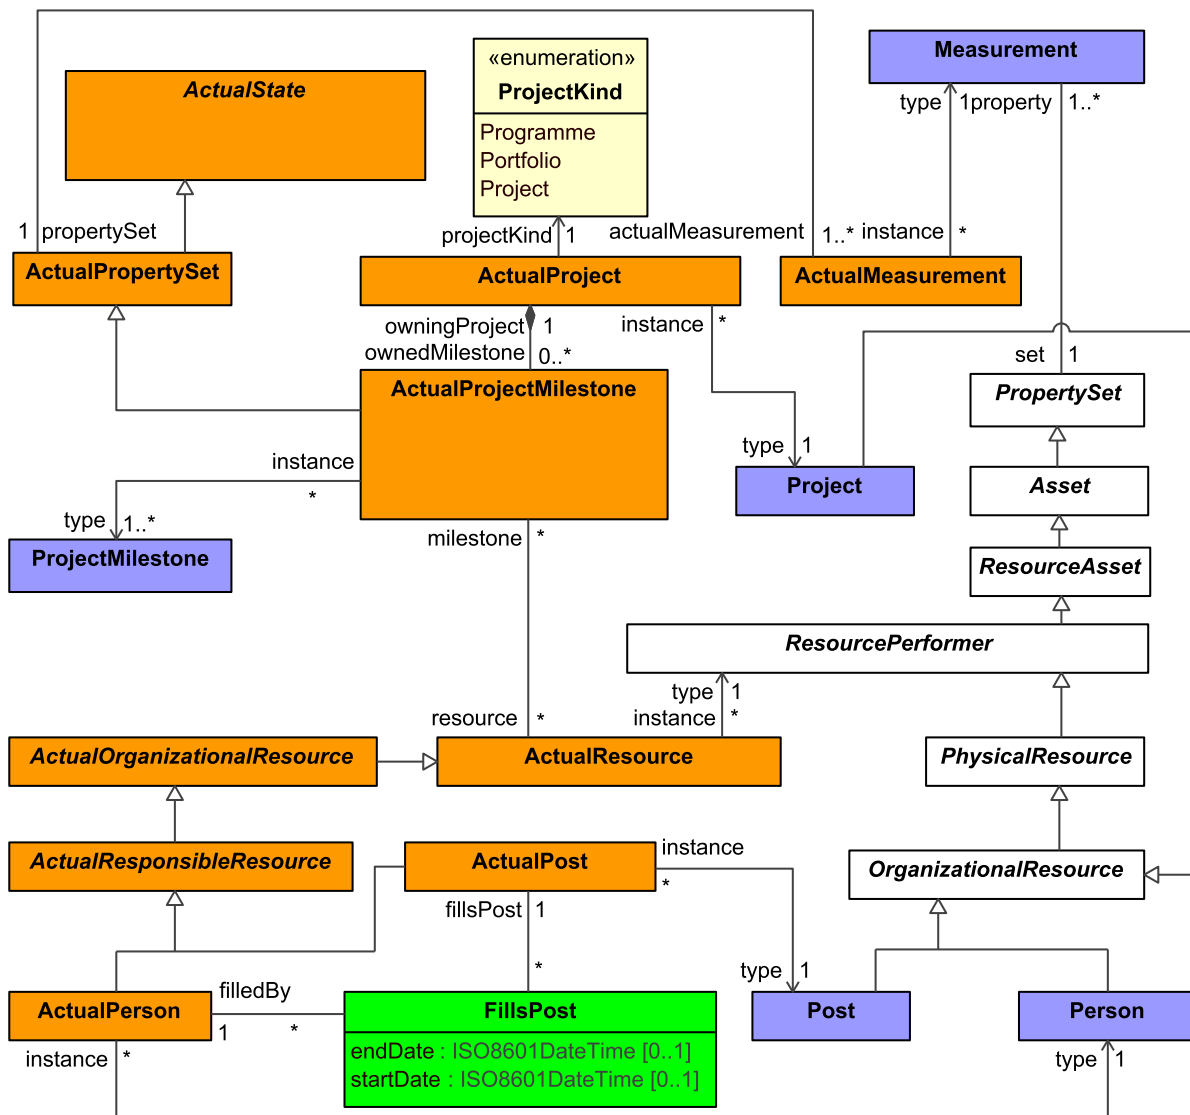 «enumeration»
ProjectKind
Programme
Portfolio
Project
Measurement
type
1
property
1..*
ActualState
1
propertySet
projectKind
1
actualMeasurement
1..*
instance
*
ActualPropertySet
ActualProject
ActualMeasurement
owningProject
1
instance
*
ownedMilestone
0..*
set
1
ActualProjectMilestone
PropertySet
instance
*
type
1
Project
Asset
type
1..*
milestone
*
ProjectMilestone
ResourceAsset
ResourcePerformer
type
1
resource
*
instance
*
ActualOrganizationalResource
ActualResource
PhysicalResource
ActualResponsibleResource
ActualPost
instance
*
OrganizationalResource
fillsPost
1
*
type
1
filledBy
1
*
ActualPerson
FillsPost
endDate : ISO8601DateTime [0..1]
startDate : ISO8601DateTime [0..1]
Post
Person
instance
*
type
1